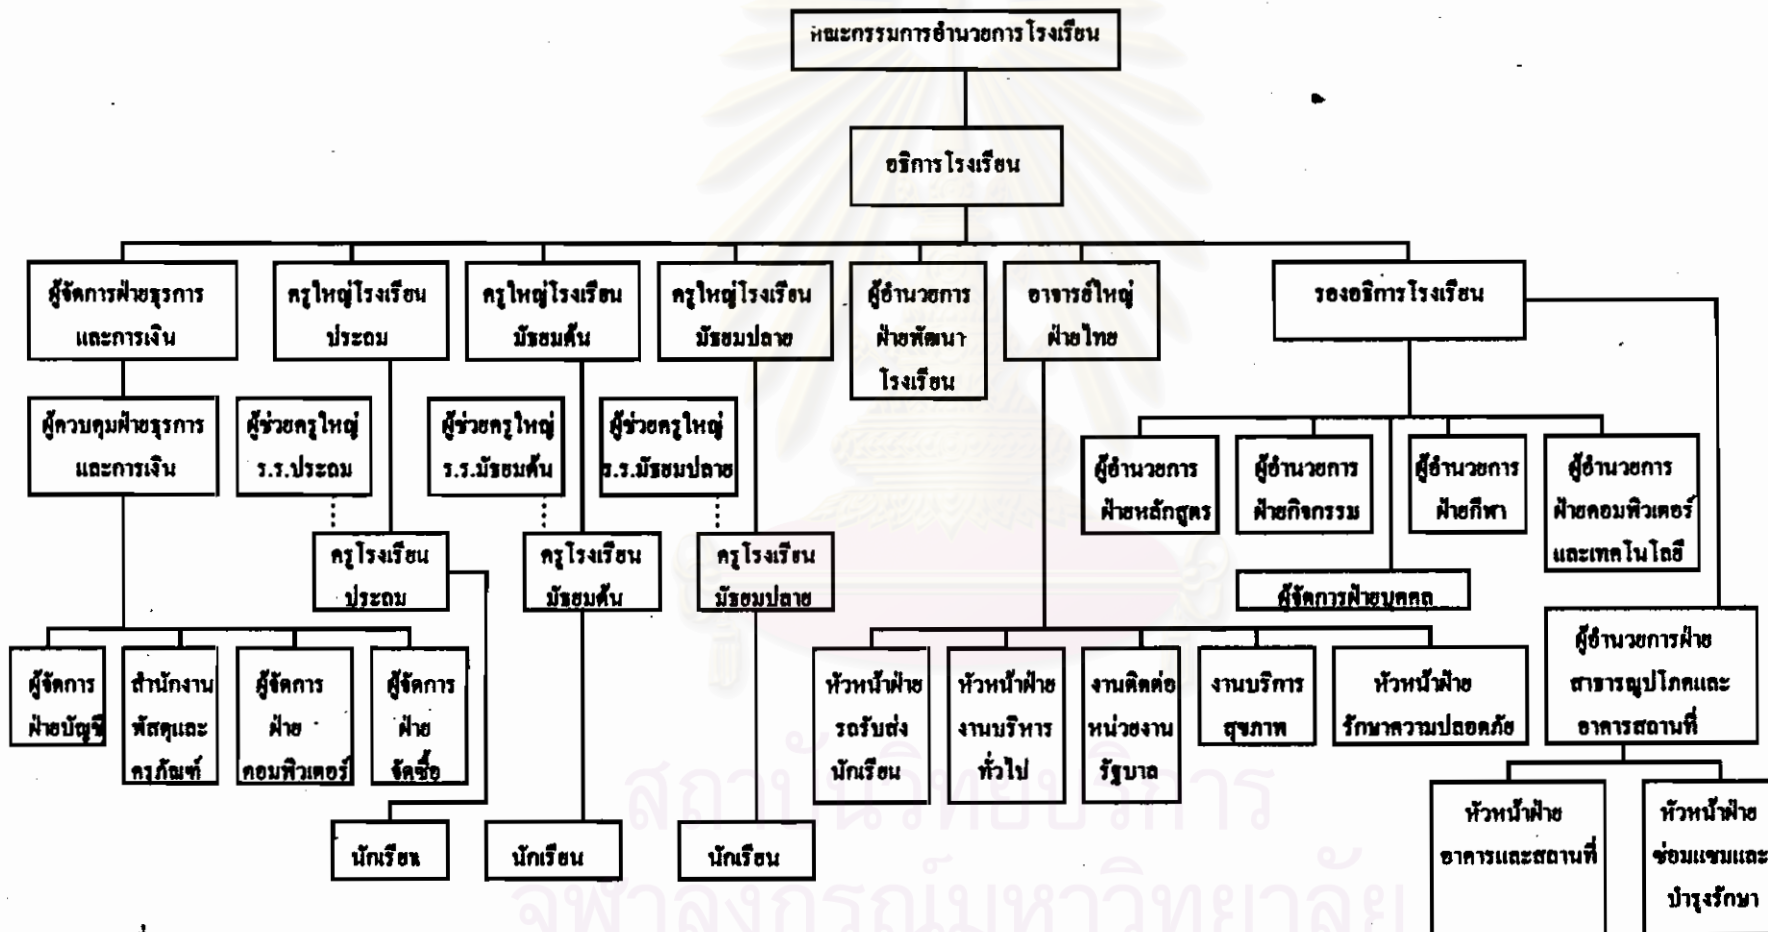 คณะกรรมการอำนวยการโรงเรียน
อธิการโรงเรียน
ผู้จัดการฝ่ายธุรการ
และการเงิน
ครูใหญ่โรงเรียน
ประถม
ครูใหญ่โรงเรียน
มัธยมต้น
ครูใหญ่โรงเรียน
มัธยมปลาย
ผู้อำนวยการ
ฝ่ายพัฒนา
โรงเรียน
อาจารย์ใหญ่
ฝ่ายไทย
รองอธิการโรงเรียน
ผู้ควบคุมฝ่ายธุรการ
และการเงิน
ผู้ช่วยครูใหญ่
ร.ร.ประถม
ผู้ช่วยครูใหญ่
ร.ร.มัธยมต้น
ผู้ช่วยครูใหญ่
ร.ร.มัธยมปลาย
ผู้อำนวยการ
ฝ่ายหลักสูตร
ผู้อำนวยการ
ฝ่ายกิจกรรม
ผู้อำนวยการ
ฝ่ายกีฬา
ผู้อำนวยการ
ฝ่ายคอมพิวเตอร์
และเทคโนโลยี
ครูโรงเรียน
ประถม
ครูโรงเรียน
มัธยมต้น
ครูโรงเรียน
มัธยมปลาย
ผู้จัดการฝ่ายบุคคล
ผู้จัดการ
ฝ่ายบัญชี
สำนักงาน
พัสดุและ
ครุภัณฑ์
ผู้จัดการ
ฝ่าย
คอมพิวเตอร์
ผู้จัดการ
ฝ่าย
จัดซื้อ
หัวหน้าฝ่าย
รถรับส่ง
นักเรียน
หัวหน้าฝ่าย
งานบริหาร
ทั่วไป
งานติดต่อ
หน่วยงาน
รัฐบาล
งานบริการ
สุขภาพ
หัวหน้าฝ่าย
รักษาความปลอดภัย
ผู้อำนวยการฝ่าย
สาธารณูปโภคและ
อาคารสถานที่
นักเรียน
นักเรียน
นักเรียน
หัวหน้าฝ่าย
อาคารและสถานที่
หัวหน้าฝ่าย
ซ่อมแซมและ
บำรุงรักษา
สถาบันวิทยบริการ
จุฬาลงกรณ์มหาวิทยาลัย